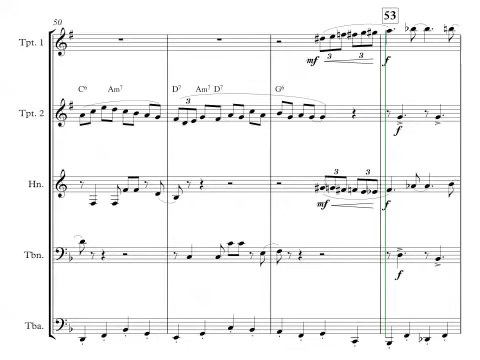 53
50
Tpt. 1
3
3
mf
f
C6 Am7 D7 Am7 D7 G6
Tpt. 2
3
f
Hn.
3
3
mf
f
Tbn.
f
Tba.